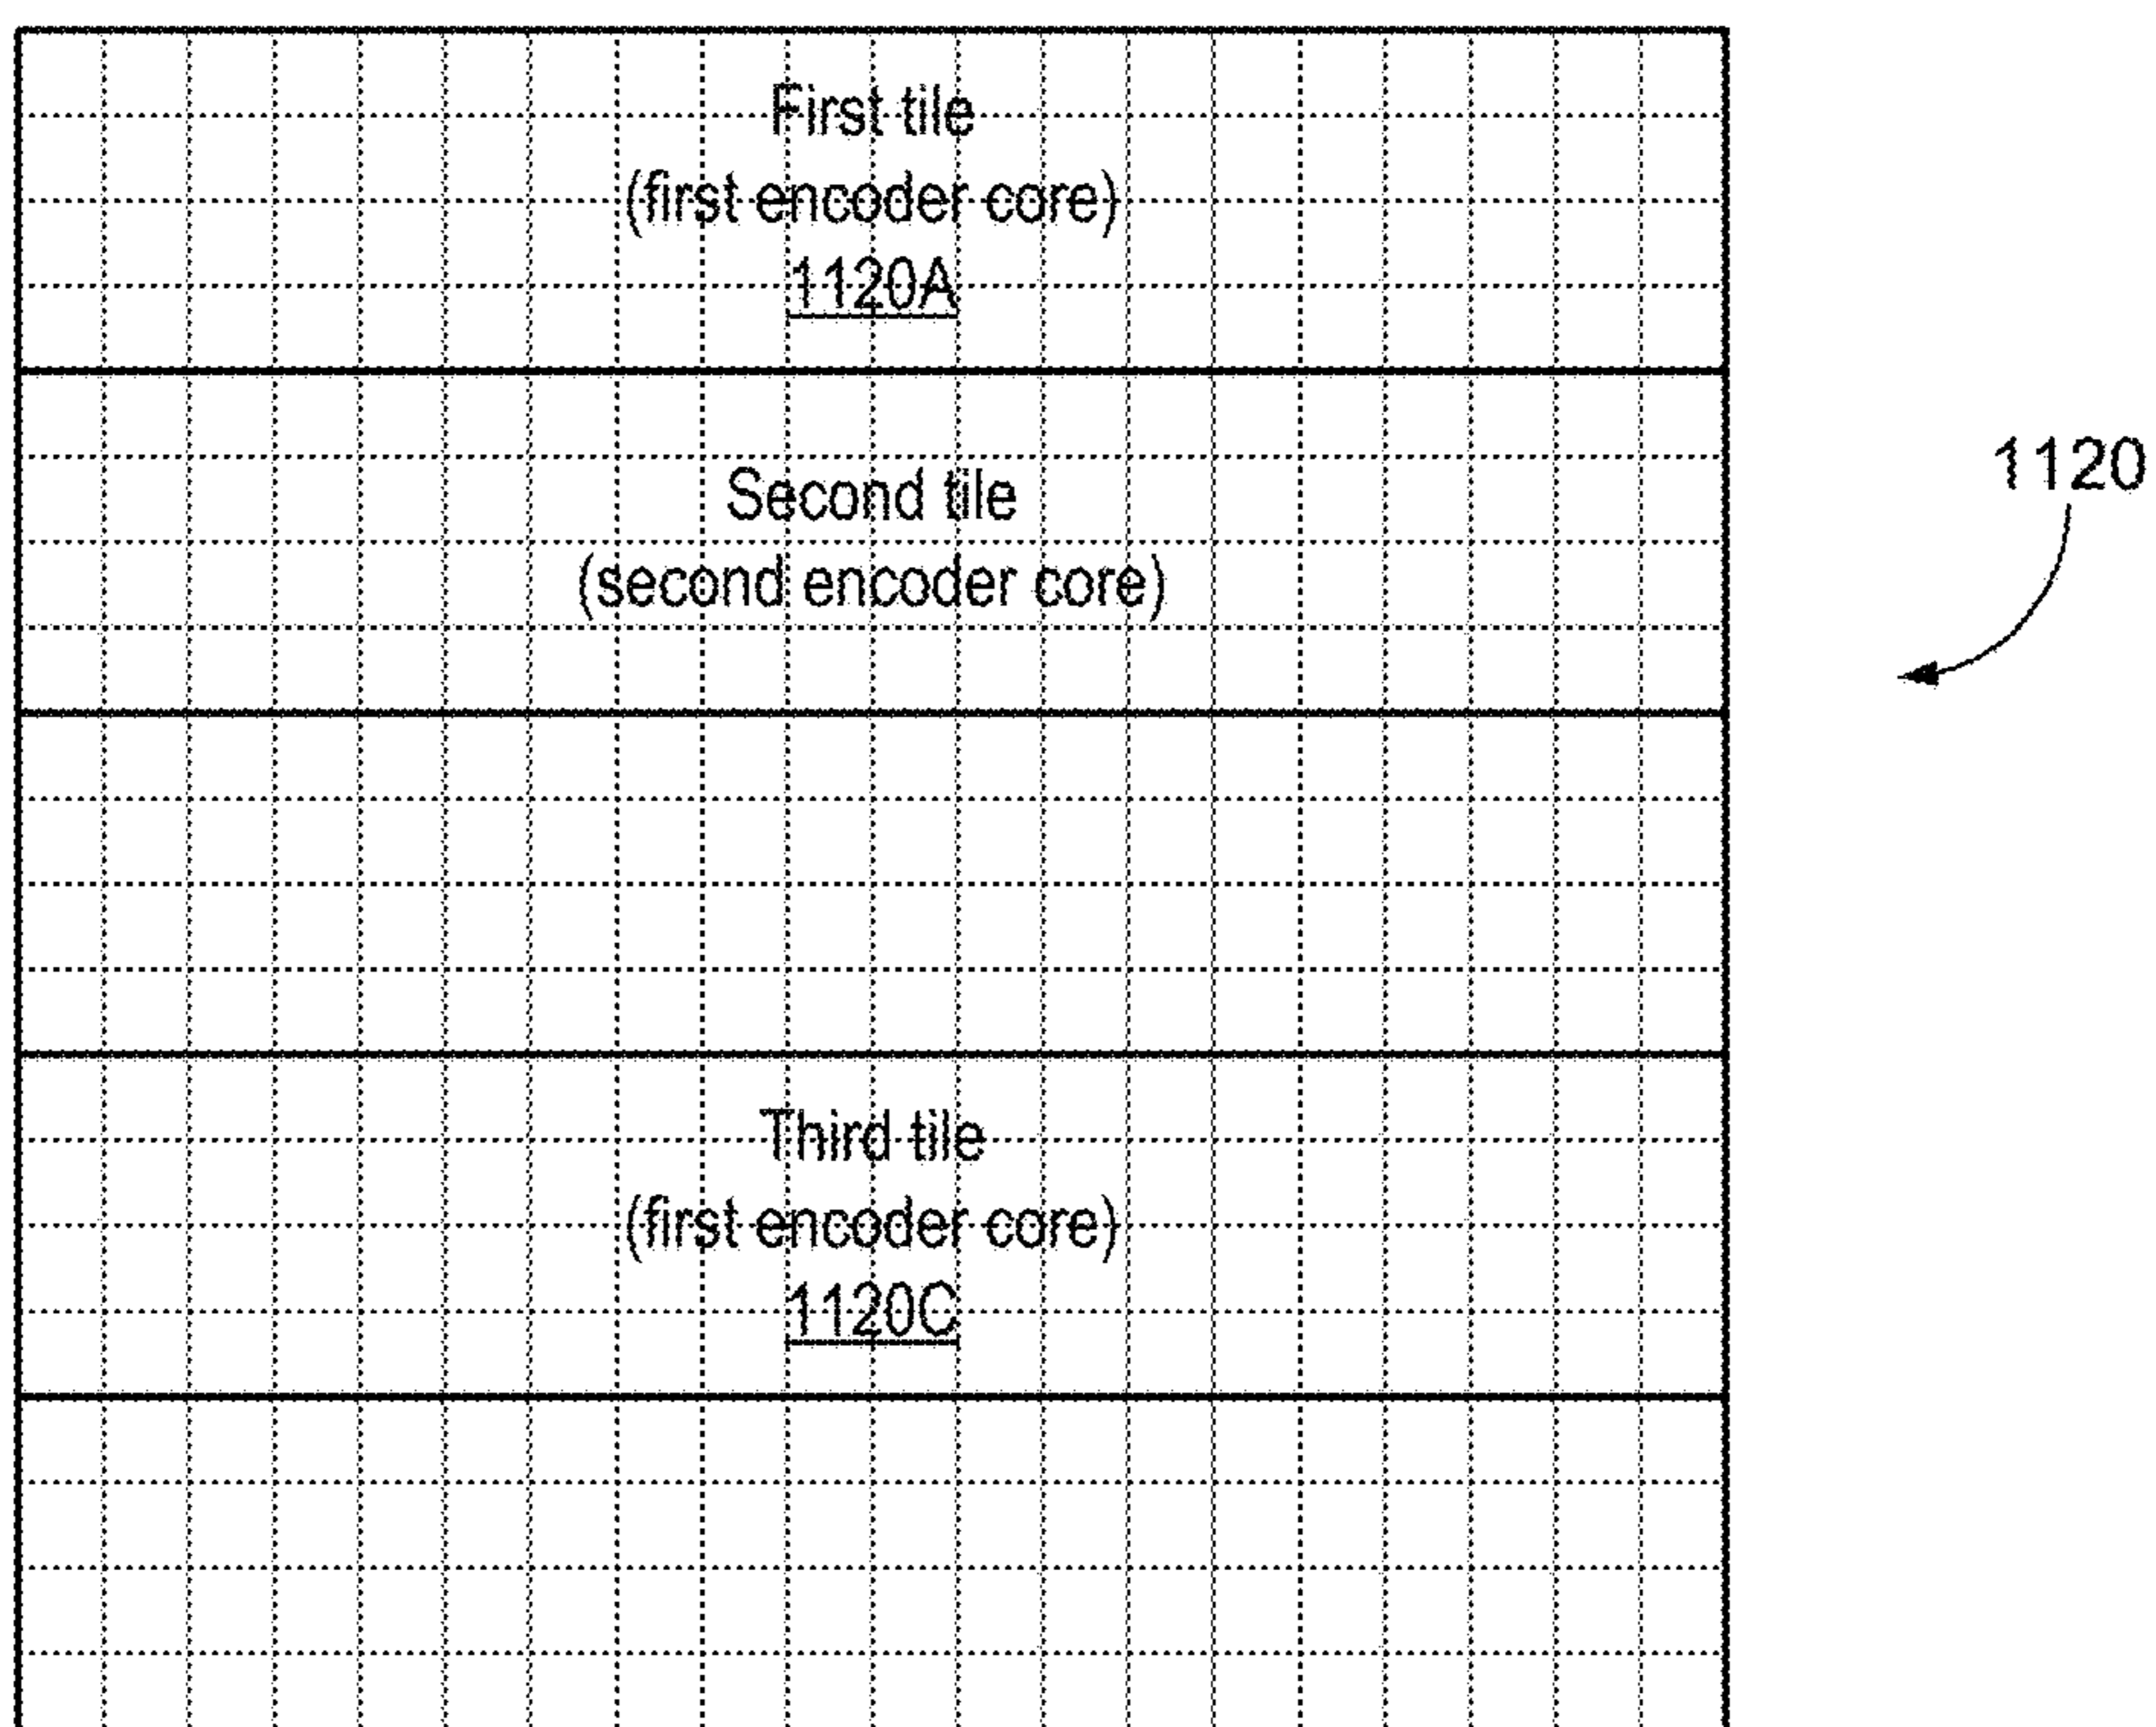 First tile
(first encoder core)
1120A
Second tile
(second encoder core)
1120
Third tile
(first encoder core)
1120C